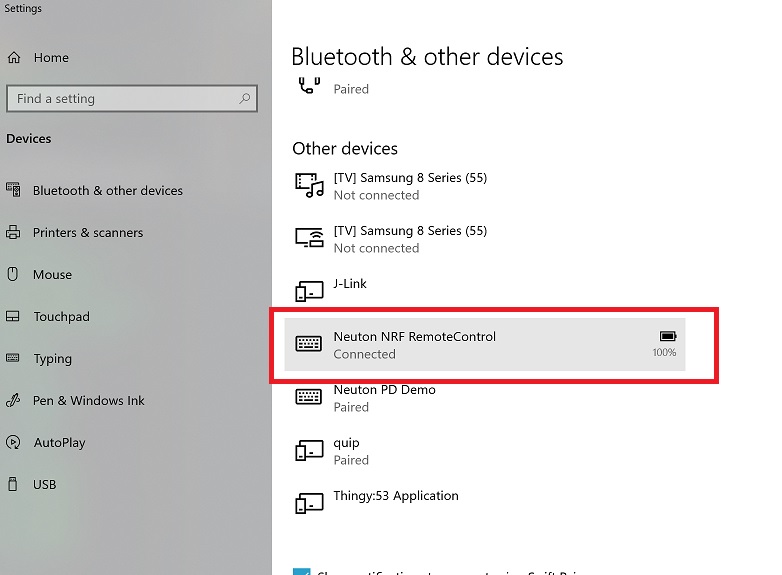 Settings
Home
Find a setting
Devices
Bluetooth & other devices
Printers & scanners
Mouse
Touchpad
Typing
Pen & Windows Ink
AutoPlay
USB
Bluetooth & other devices
Paired
Other devices
[TV] Samsung 8 Series (55)
Not connected
[TV] Samsung 8 Series (55)
Not connected
J-Link
Neuton NRF RemoteControl
Connected
100%
Neuton PD Demo
Paired
quip
Paired
Thingy:53 Application